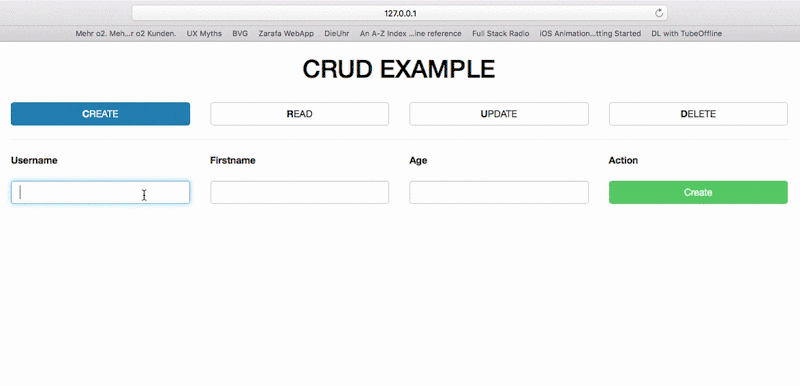 127.0.0.1
Mehr o2. Meh...r o2 Kunden. UX Myths BVG Zarafa WebApp DieUhr An A-Z Index ...ine reference Full Stack Radio iOS Animation...tting Started DL with TubeOffline
CRUD EXAMPLE
CREATE READ UPDATE DELETE
Username Firstname Age Action
Create